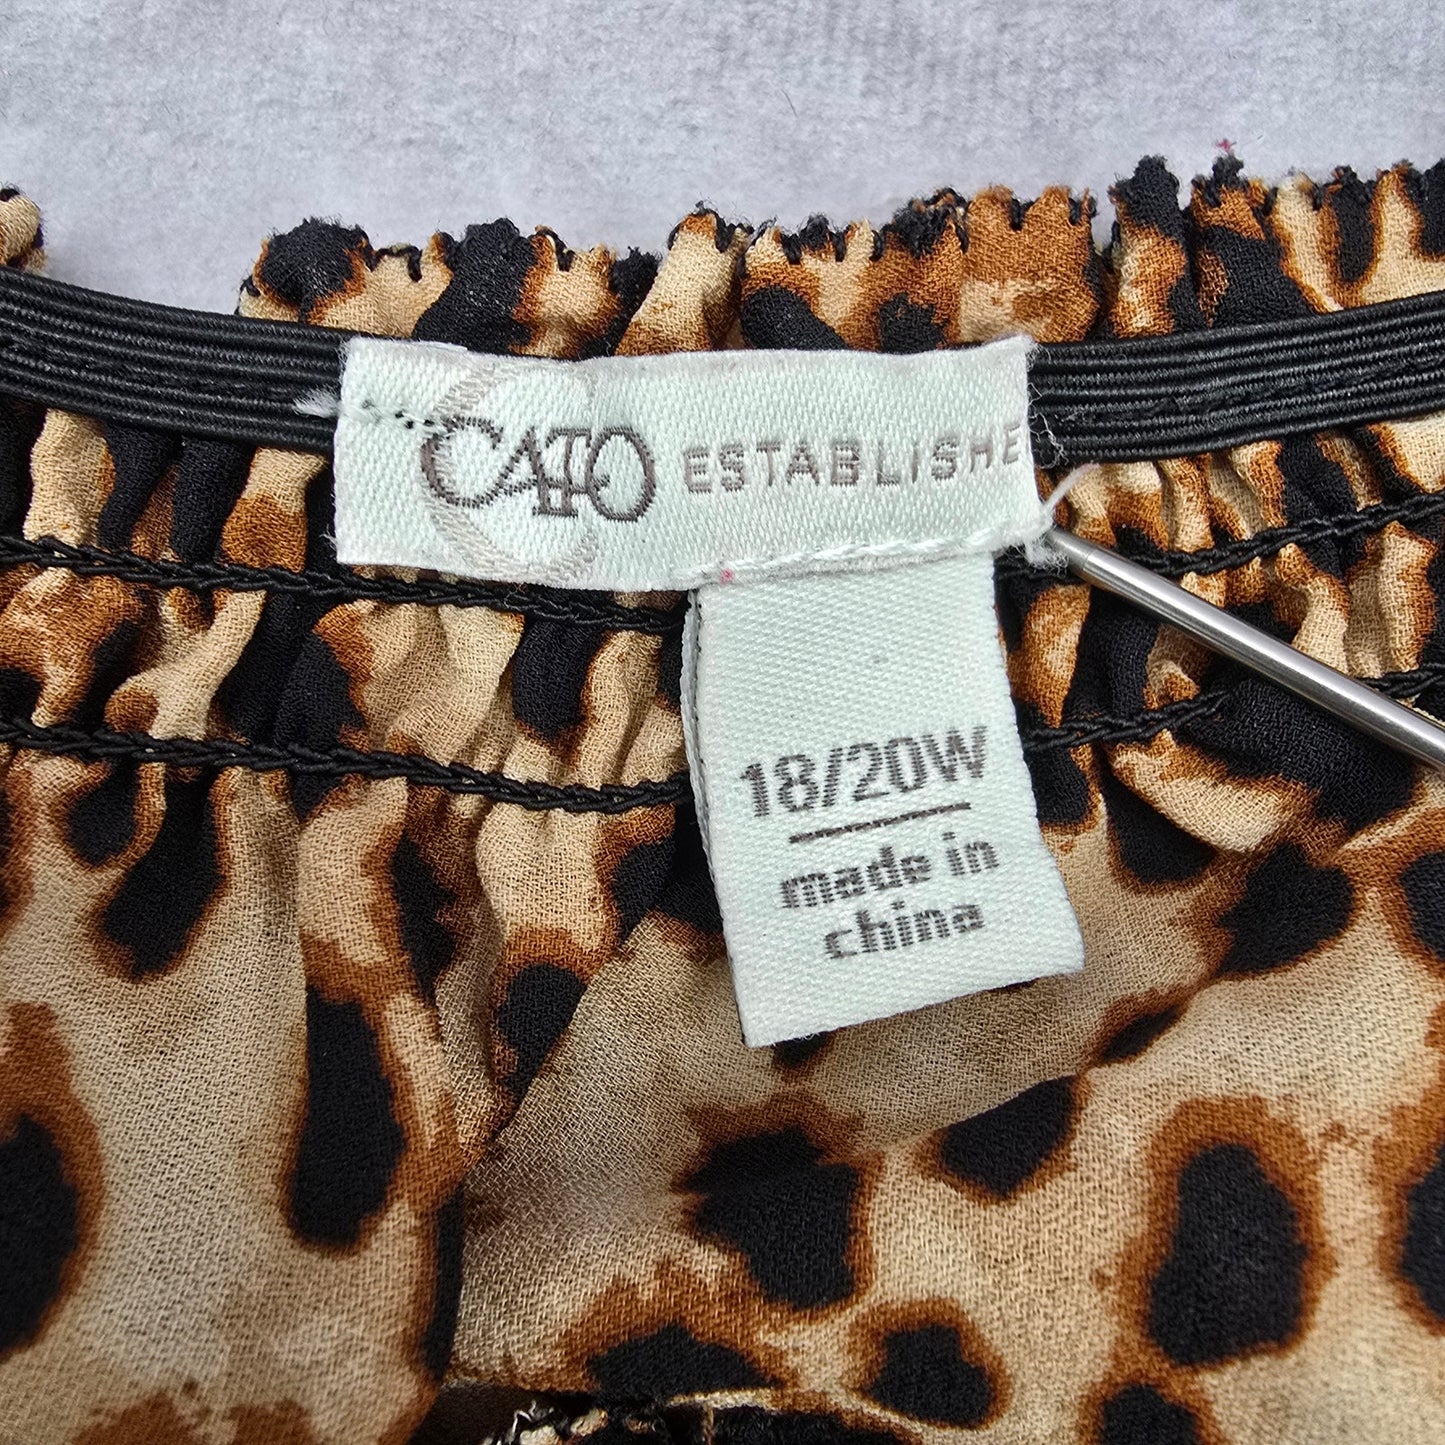 CATO ESTABLISHE
18/20W
made in
china